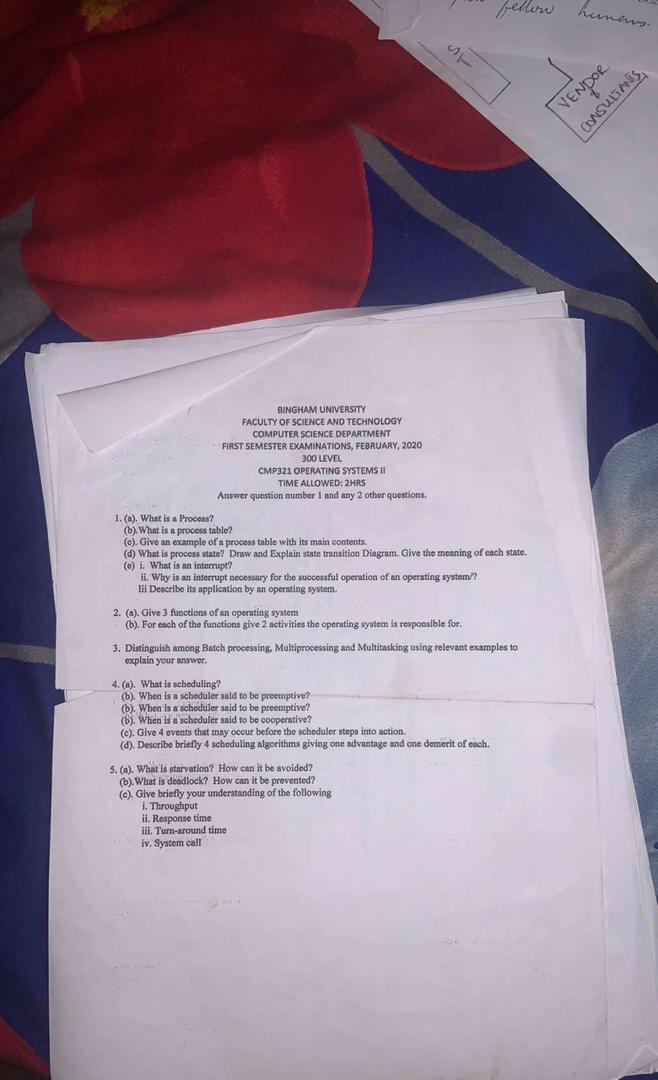 fellow humans.
ST
VENDOR
&
CONSULTANTS
BINGHAM UNIVERSITY
FACULTY OF SCIENCE AND TECHNOLOGY
COMPUTER SCIENCE DEPARTMENT
FIRST SEMESTER EXAMINATIONS, FEBRUARY, 2020
300 LEVEL
CMP321 OPERATING SYSTEMS II
TIME ALLOWED: 2HRS
Answer question number 1 and any 2 other questions.
1. (a). What is a Process?
(b).What is a process table?
(c). Give an example of a process table with its main contents.
(d) What is process state? Draw and Explain state transition Diagram. Give the meaning of each state.
(e) i. What is an interrupt?
ii. Why is an interrupt necessary for the successful operation of an operating system/?
Iii Describe its application by an operating system.
2. (a). Give 3 functions of an operating system
(b). For each of the functions give 2 activities the operating system is responsible for.
3. Distinguish among Batch processing, Multiprocessing and Multitasking using relevant examples to
explain your answer.
4. (a). What is scheduling?
(b). When is a scheduler said to be preemptive?
(b). When is a scheduler said to be preemptive?
(b). When is a scheduler said to be cooperative?
(c). Give 4 events that may occur before the scheduler steps into action.
(d). Describe briefly 4 scheduling algorithms giving one advantage and one demerit of each.
5. (a). What is starvation? How can it be avoided?
(b).What is deadlock? How can it be prevented?
(c). Give briefly your understanding of the following
i. Throughput
ii. Response time
iii. Turn-around time
iv. System call